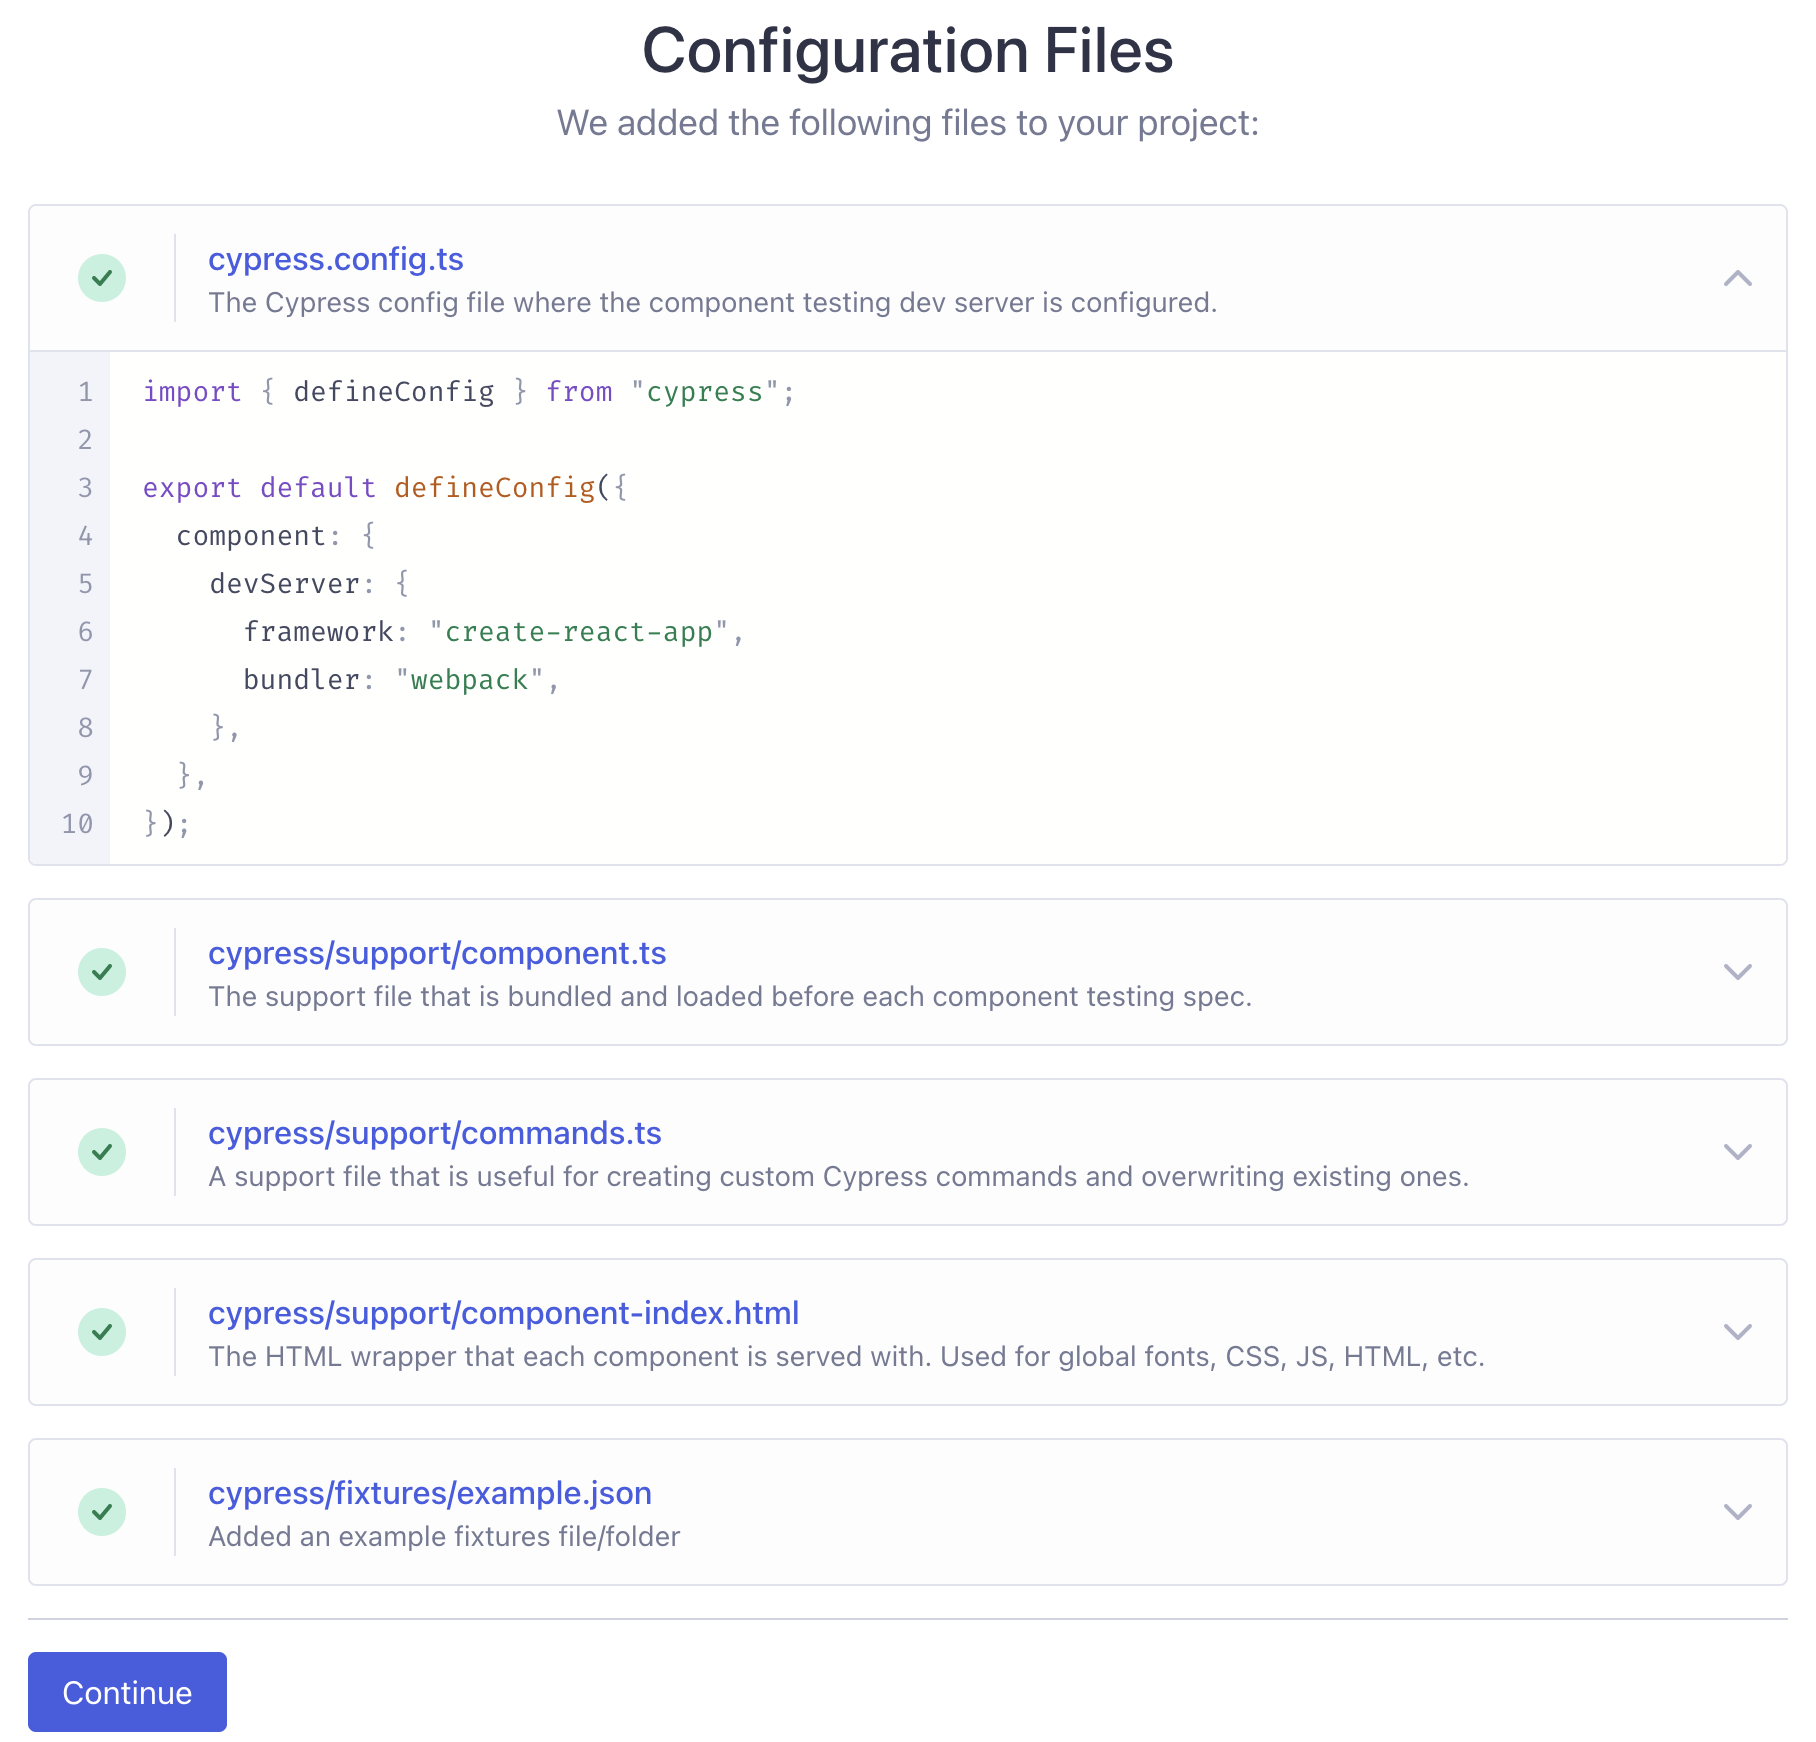 Configuration Files
We added the following files to your project:
cypress.config.ts
The Cypress config file where the component testing dev server is configured.
1 import { defineConfig } from "cypress";
2
3 export default defineConfig({
4   component: {
5     devServer: {
6       framework: "create-react-app",
7       bundler: "webpack",
8     },
9   },
10 });
cypress/support/component.ts
The support file that is bundled and loaded before each component testing spec.
cypress/support/commands.ts
A support file that is useful for creating custom Cypress commands and overwriting existing ones.
cypress/support/component-index.html
The HTML wrapper that each component is served with. Used for global fonts, CSS, JS, HTML, etc.
cypress/fixtures/example.json
Added an example fixtures file/folder
Continue